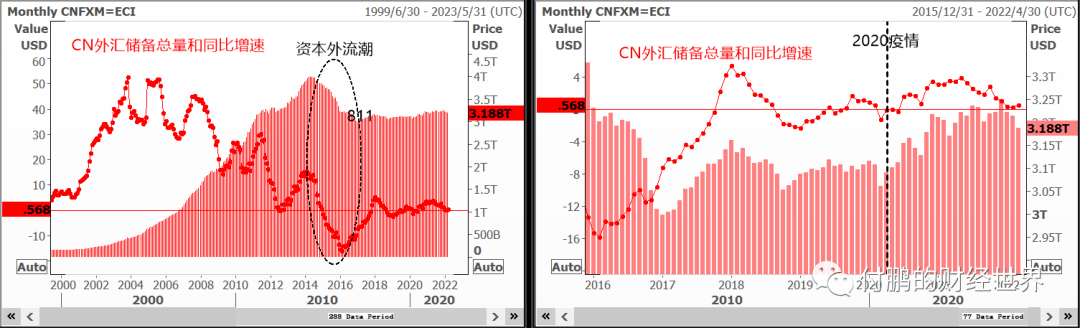 Monthly CNFXM=ECI
1999/6/30 - 2023/5/31 (UTC)
Value
USD
Price
USD
CN外汇储备总量和同比增速
资本外流潮
811
60
50
40
30
20
10
-10
.568
4.5T
4T
3.5T
3.188T
3T
2.5T
2T
1.5T
1T
500B
0
Auto
Auto
2000 2002 2004 2006 2008 2010 2012 2014 2016 2018 2020 2022
2000 2010 2020
288 Data Period
Monthly CNFXM=ECI
2015/12/31 - 2022/4/30 (UTC)
Value
USD
Price
USD
CN外汇储备总量和同比增速
2020疫情
4
.568
-4
-8
-12
-16
3.3T
3.25T
3.188T
3.15T
3.1T
3.05T
3T
2.95T
Auto
Auto
2016 2017 2018 2019 2020 2021 2022
2010 2020
77 Data Period
付鹏的财经世界